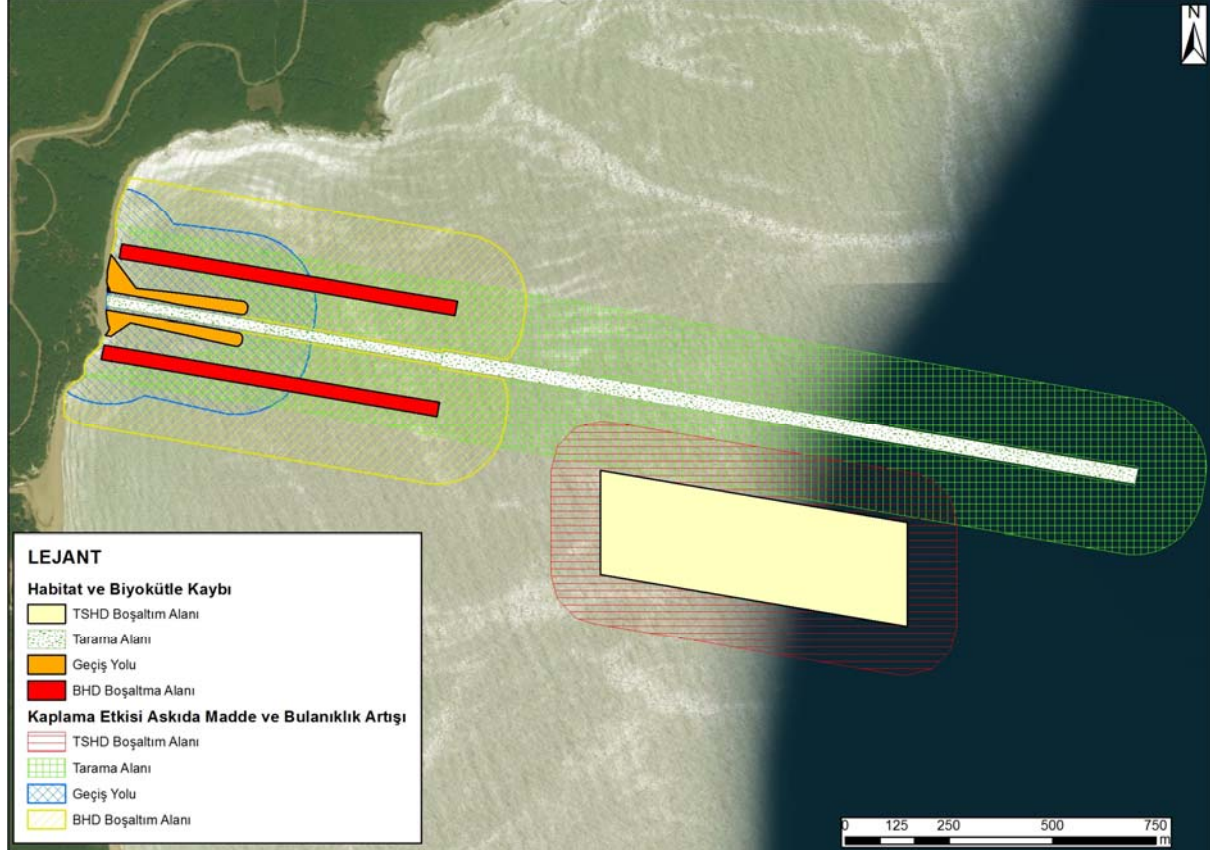 N
LEJANT
Habitat ve Biyokütle Kaybı
TSHD Boşaltım Alanı
Tarama Alanı
Geçiş Yolu
BHD Boşaltma Alanı
Kaplama Etkisi Askıda Madde ve Bulanıklık Artışı
TSHD Boşaltım Alanı
Tarama Alanı
Geçiş Yolu
BHD Boşaltım Alanı
0 125 250 500 750
m